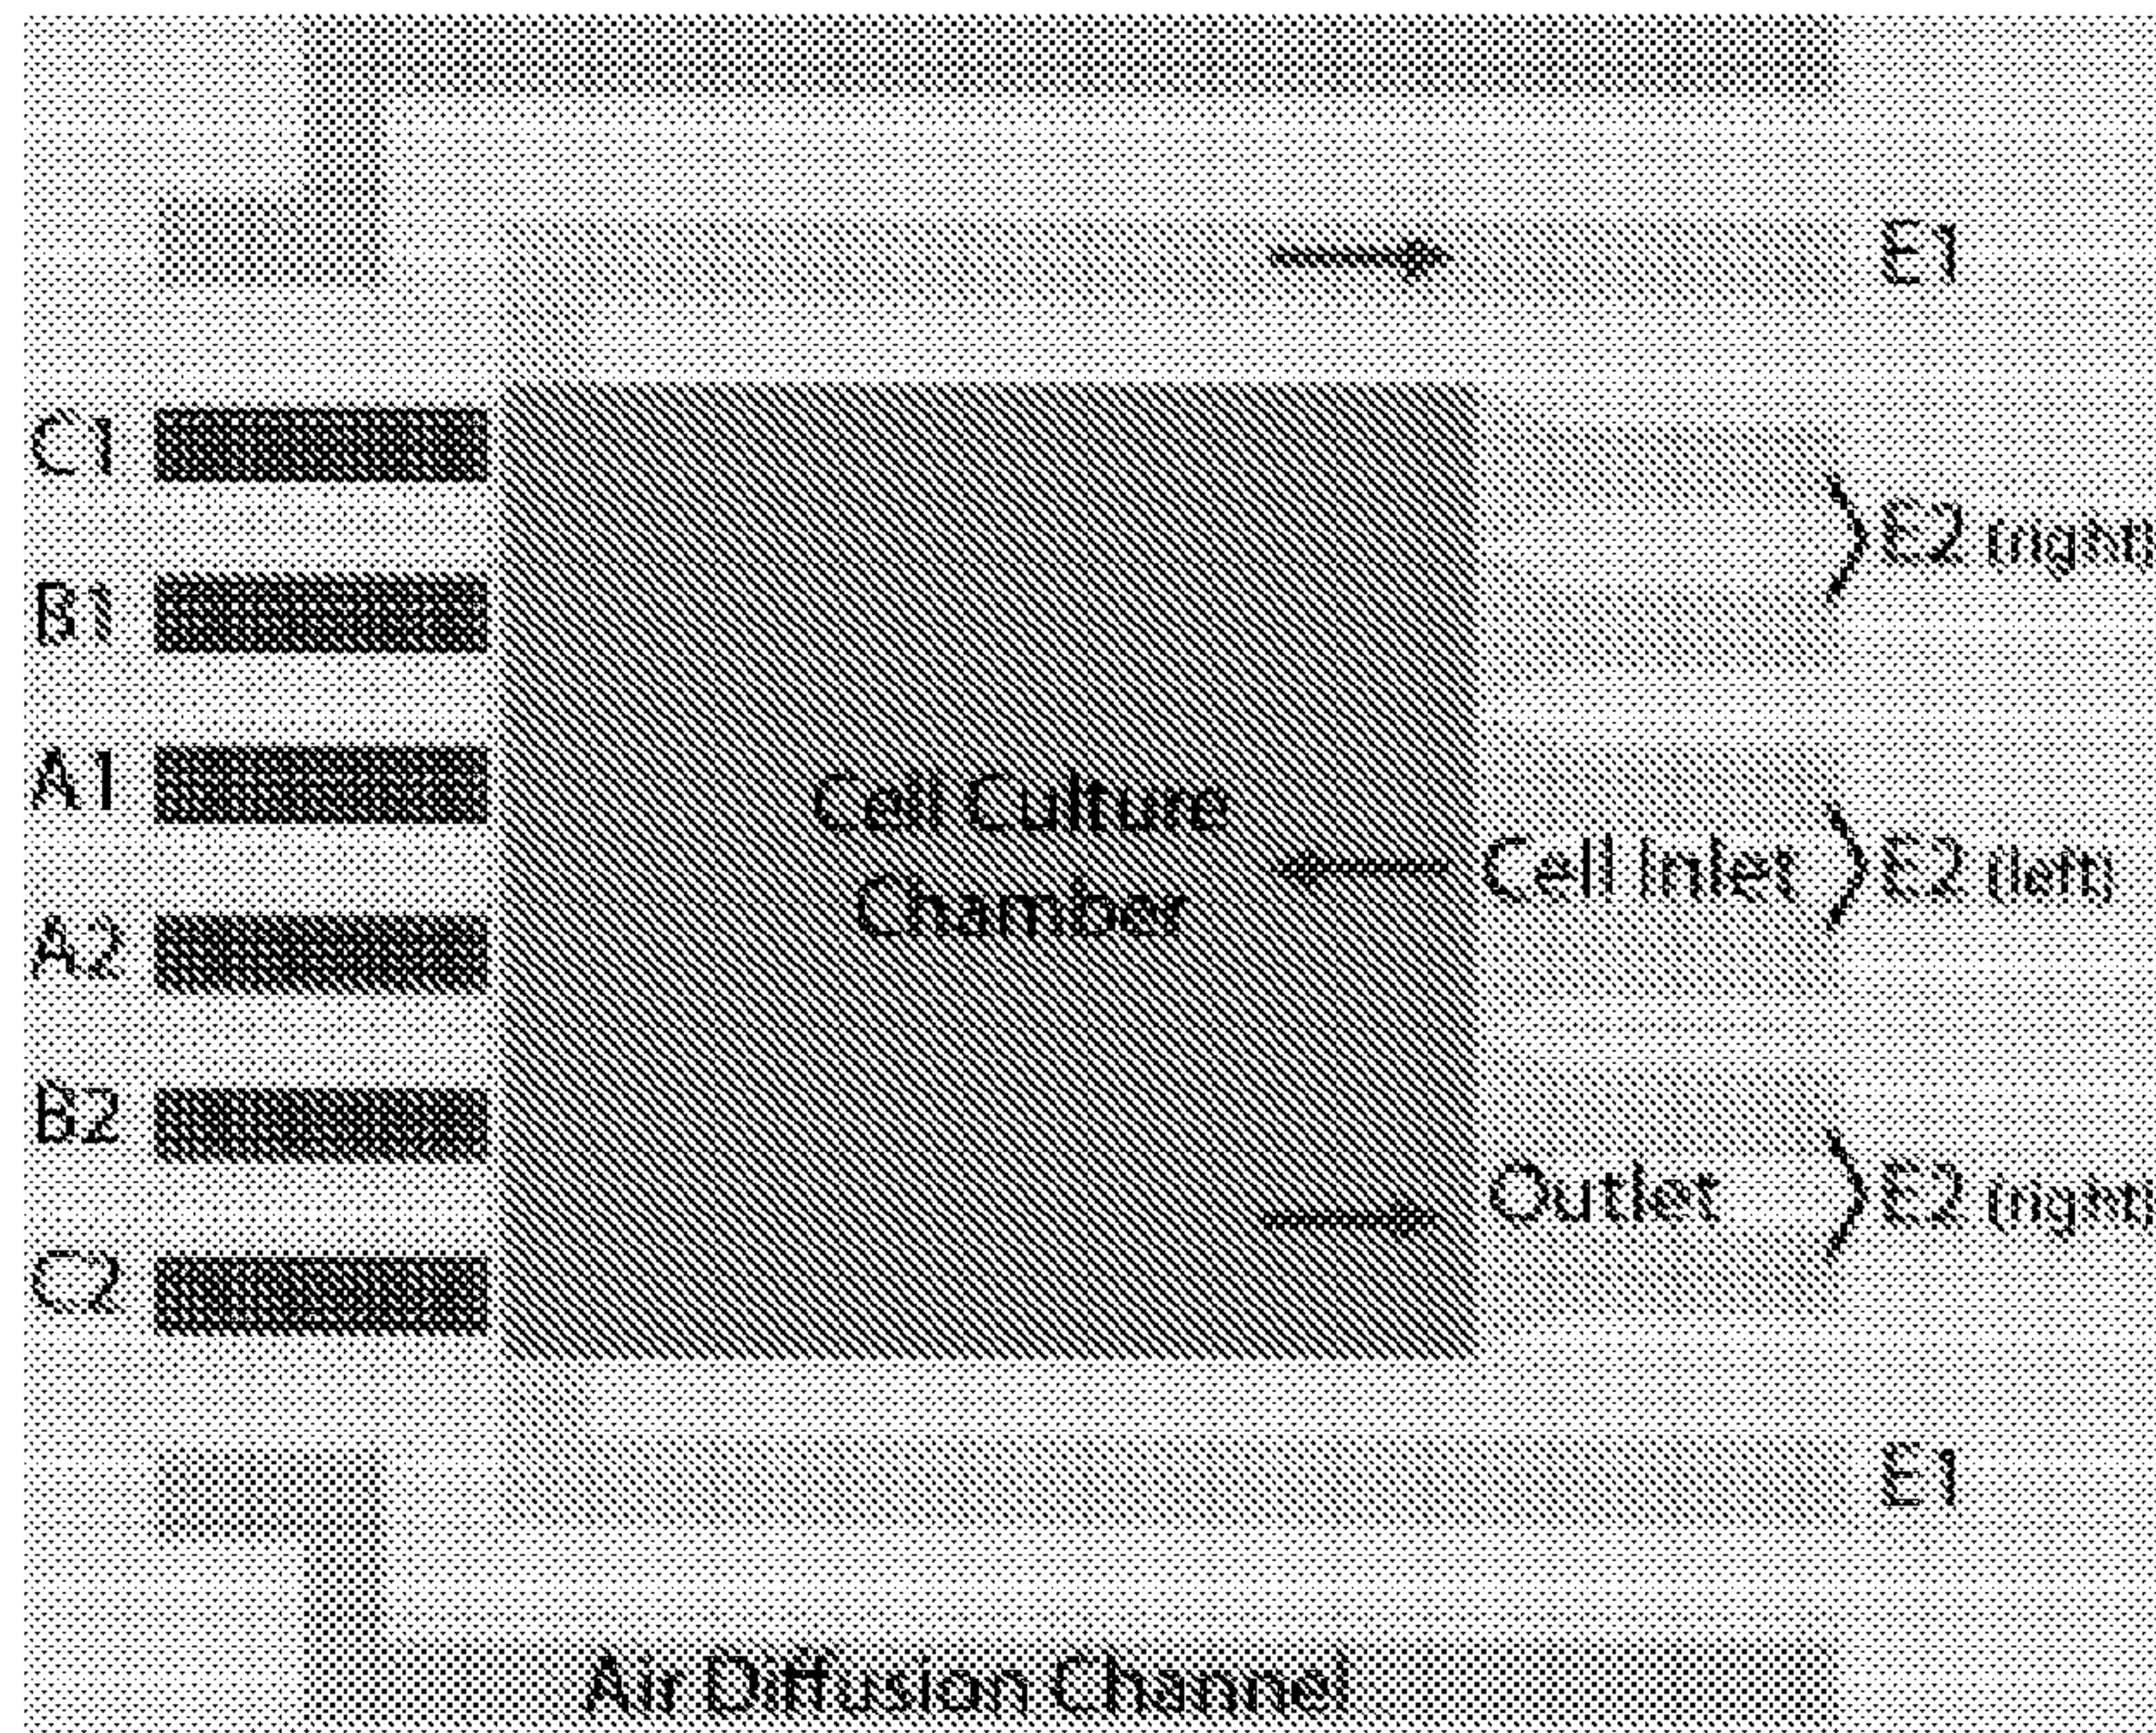 E1
C1
E2 (right)
B1
A1
Cell Culture
Chamber
Cell Inlet
E2 (left)
A2
B2
Outlet
E2 (right)
C2
E1
Air Diffusion Channel